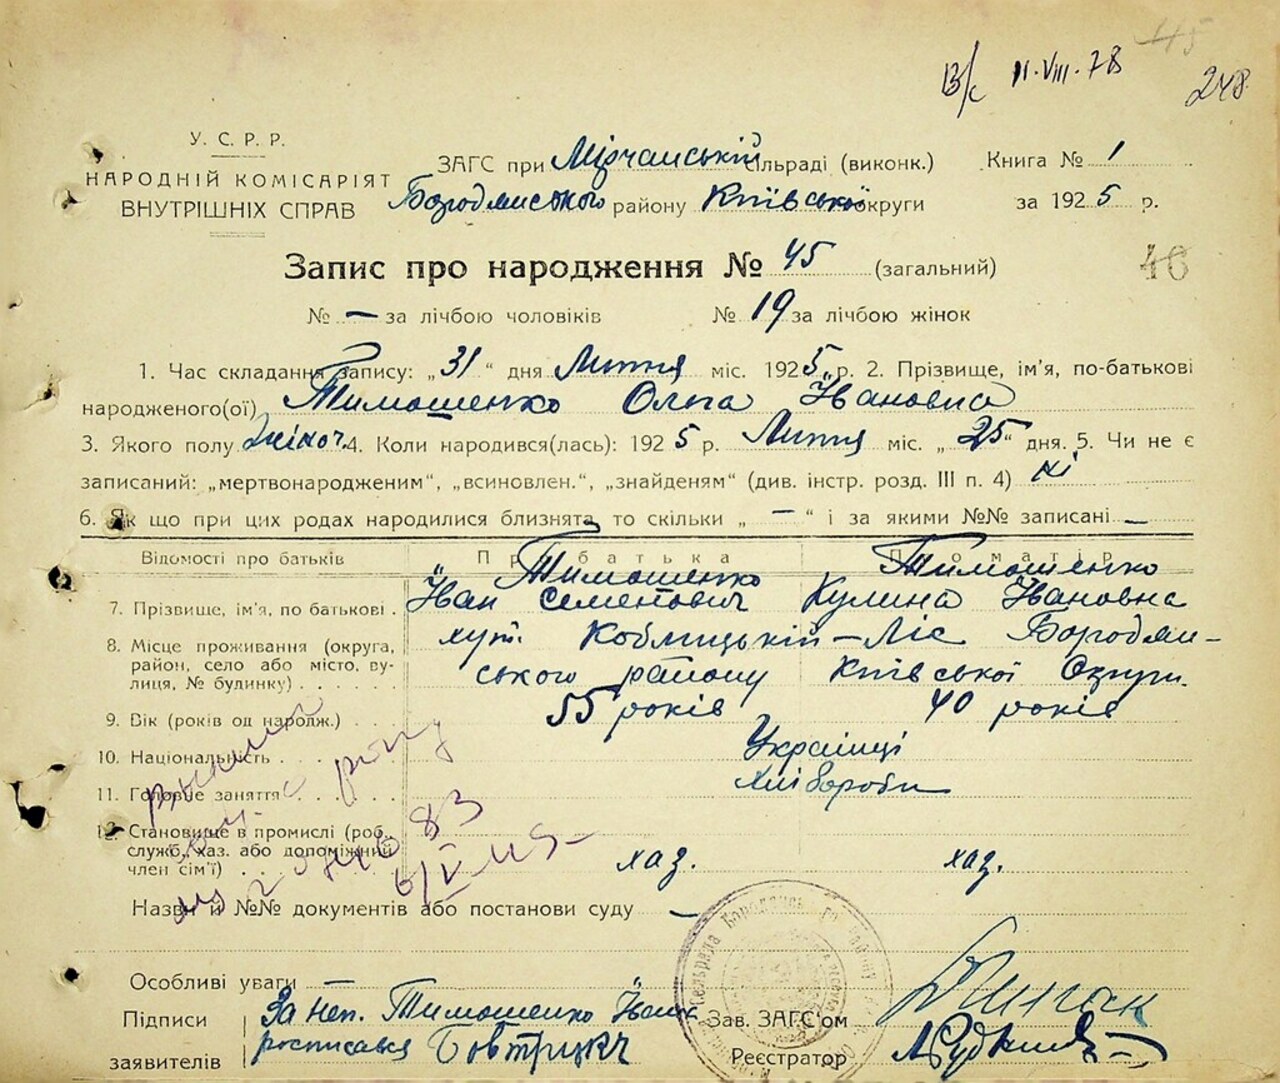 45
В/с 11.VIII.78
248
У. С. Р. Р.
НАРОДНІЙ КОМІСАРІЯТ
ВНУТРІШНІХ СПРАВ
ЗАГС при Мірчанській сільраді (виконк.)
Бородянського району Київської округи
Книга № 1
за 1925 р.
Запис про народження № 45 (загальний)
46
№ — за лічбою чоловіків № 19 за лічбою жінок
1. Час складання запису: „31“ дня Липня міс. 1925 р. 2. Прізвище, ім’я, по-батькові
народженого(ої) Тимошенко Ольга Івановна
3. Якого полу жіноч. 4. Коли народився(лась): 1925 р. Липня міс. „25“ дня. 5. Чи не є
записаний: „мертвонародженим“, „всиновлен.“, „знайденям“ (див. інстр. розд. III п. 4) ні
6. Як що при цих родах народилися близнята, то скільки „—“ і за якими №№ записані —
Відомості про батьків Про батька Про матір
7. Прізвище, ім’я, по батькові . Тимошенко Іван Семенович Тимошенко Кулина Івановна
8. Місце проживання (округа, хут. Коблицькій-Ліс Бородян-
район, село або місто, ву-
лиця, № будинку) . . . . . . ського району Київської Округи.
9. Вік (років од народж.) . . . 55 років 40 років
10. Національність . . . . . . Українці
11. Головне заняття . . . . . . хлібороби
12. Становище в промислі (роб.,
служб., хаз. або допоміжний
член сім’ї) . . . . . . . . . хаз. хаз.
Назви й №№ документів або постанови суду —
Особливі уваги
Підписи
заявителів
За неп. Тимошенко Іван
росписався
Зав. ЗАГС’ом
Реєстратор